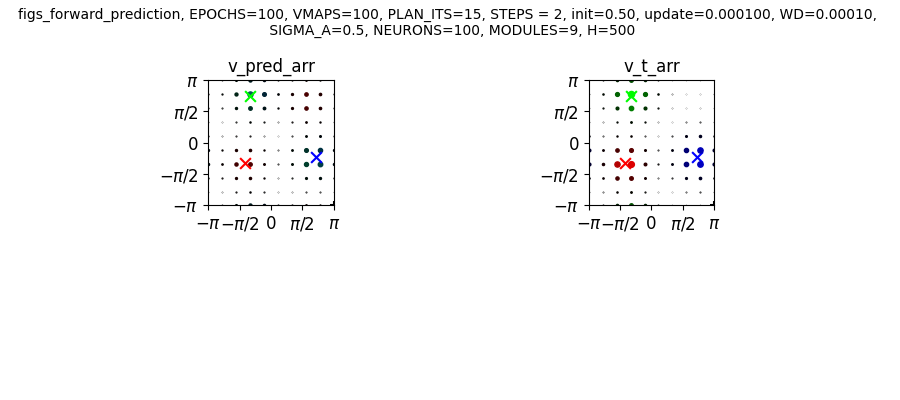 figs_forward_prediction, EPOCHS=100, VMAPS=100, PLAN_ITS=15, STEPS = 2, init=0.50, update=0.000100, WD=0.00010,
SIGMA_A=0.5, NEURONS=100, MODULES=9, H=500
v_pred_arr v_t_arr
π π
π/2 π/2
0 0
−π/2 −π/2
−π −π
−π −π/2 0 π/2 π −π −π/2 0 π/2 π